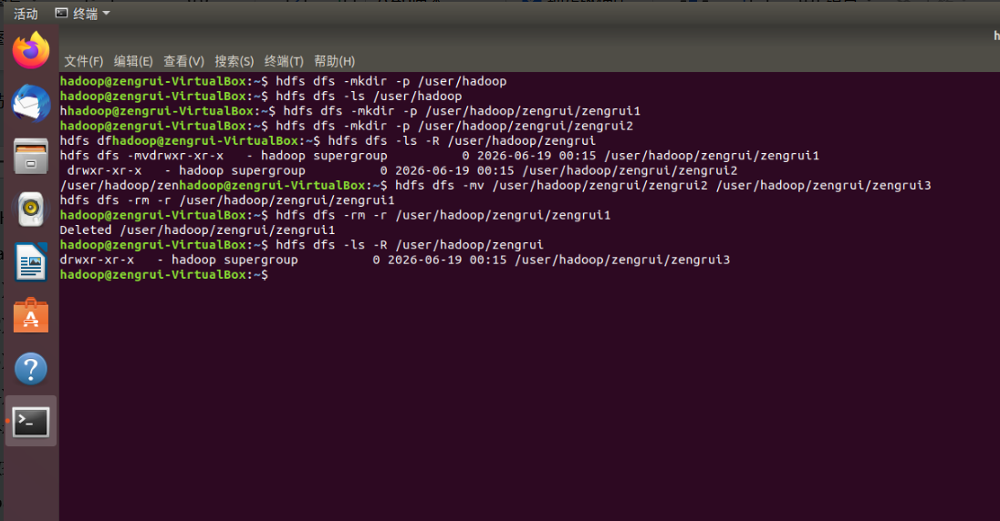 活动 终端
文件(F) 编辑(E) 查看(V) 搜索(S) 终端(T) 帮助(H)
hadoop@zengrui-VirtualBox:~$ hdfs dfs -mkdir -p /user/hadoop
hadoop@zengrui-VirtualBox:~$ hdfs dfs -ls /user/hadoop
hhadoop@zengrui-VirtualBox:~$ hdfs dfs -mkdir -p /user/hadoop/zengrui/zengrui1
hadoop@zengrui-VirtualBox:~$ hdfs dfs -mkdir -p /user/hadoop/zengrui/zengrui2
hdfs dfhadoop@zengrui-VirtualBox:~$ hdfs dfs -ls -R /user/hadoop/zengrui
hdfs dfs -mvdrwxr-xr-x   - hadoop supergroup          0 2026-06-19 00:15 /user/hadoop/zengrui/zengrui1
 drwxr-xr-x   - hadoop supergroup          0 2026-06-19 00:15 /user/hadoop/zengrui/zengrui2
/user/hadoop/zenhadoop@zengrui-VirtualBox:~$ hdfs dfs -mv /user/hadoop/zengrui/zengrui2 /user/hadoop/zengrui/zengrui3
hdfs dfs -rm -r /user/hadoop/zengrui/zengrui1
hadoop@zengrui-VirtualBox:~$ hdfs dfs -rm -r /user/hadoop/zengrui/zengrui1
Deleted /user/hadoop/zengrui/zengrui1
hadoop@zengrui-VirtualBox:~$ hdfs dfs -ls -R /user/hadoop/zengrui
drwxr-xr-x   - hadoop supergroup          0 2026-06-19 00:15 /user/hadoop/zengrui/zengrui3
hadoop@zengrui-VirtualBox:~$